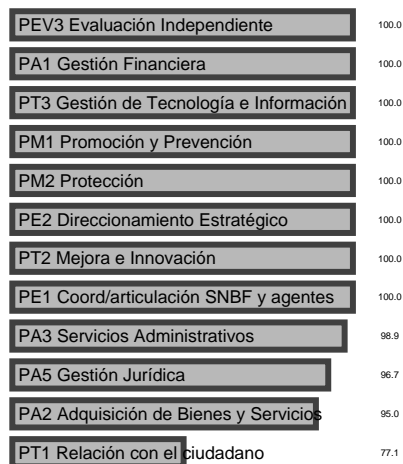 PEV3 Evaluación Independiente 100.0
PA1 Gestión Financiera 100.0
PT3 Gestión de Tecnología e Información 100.0
PM1 Promoción y Prevención 100.0
PM2 Protección 100.0
PE2 Direccionamiento Estratégico 100.0
PT2 Mejora e Innovación 100.0
PE1 Coord/articulación SNBF y agentes 100.0
PA3 Servicios Administrativos 98.9
PA5 Gestión Jurídica 96.7
PA2 Adquisición de Bienes y Servicios 95.0
PT1 Relación con el ciudadano 77.1